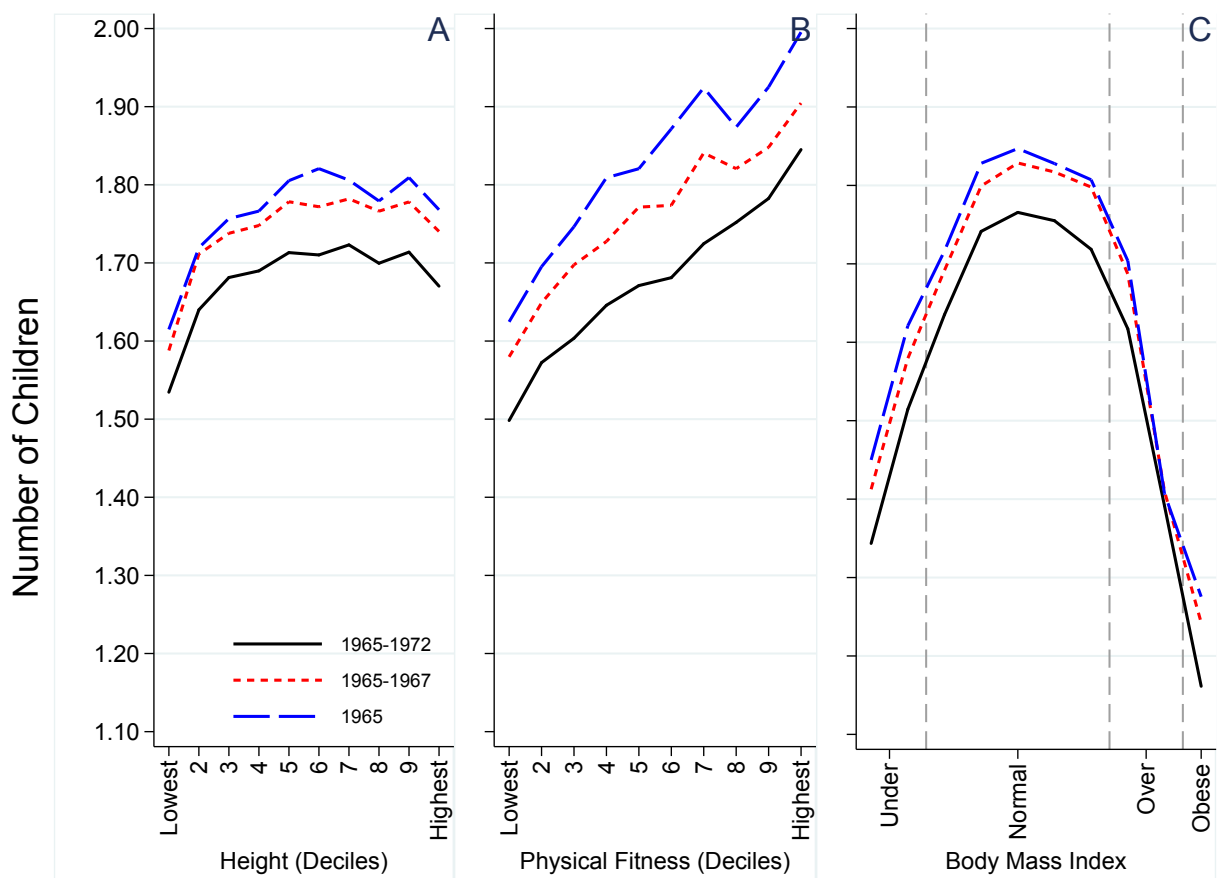 A
B
C
Number of Children
2.00
1.90
1.80
1.70
1.60
1.50
1.40
1.30
1.20
1.10
1965-1972
1965-1967
1965
Lowest
2
3
4
5
6
7
8
9
Highest
Height (Deciles)
Lowest
2
3
4
5
6
7
8
9
Highest
Physical Fitness (Deciles)
Under
Normal
Over
Obese
Body Mass Index